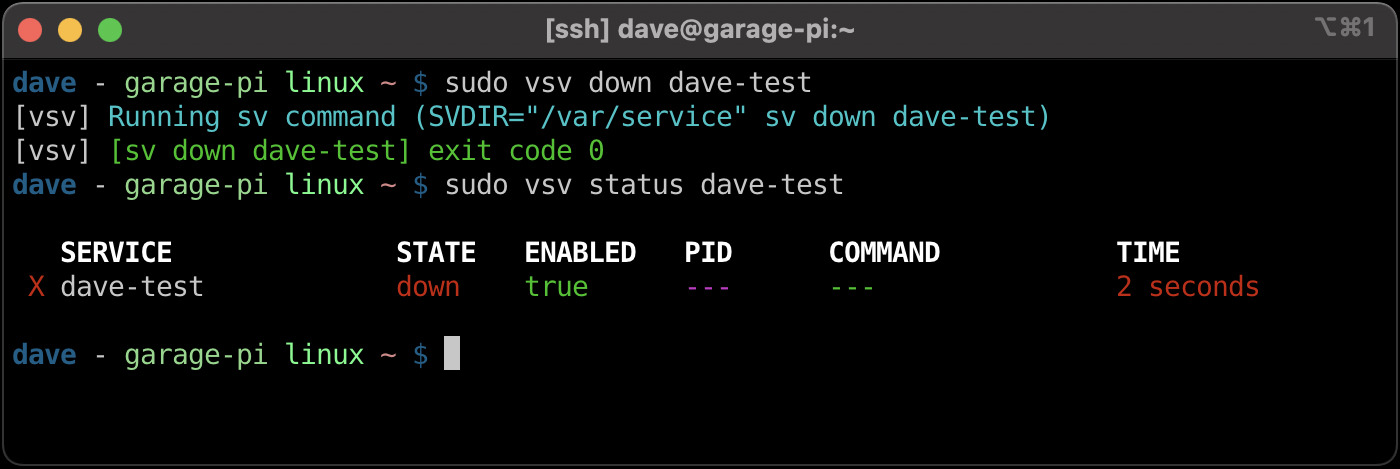 [ssh] dave@garage-pi:~ ⌥⌘1
dave - garage-pi linux ~ $ sudo vsv down dave-test
[vsv] Running sv command (SVDIR="/var/service" sv down dave-test)
[vsv] [sv down dave-test] exit code 0
dave - garage-pi linux ~ $ sudo vsv status dave-test
SERVICE STATE ENABLED PID COMMAND TIME
X dave-test down true --- --- 2 seconds
dave - garage-pi linux ~ $